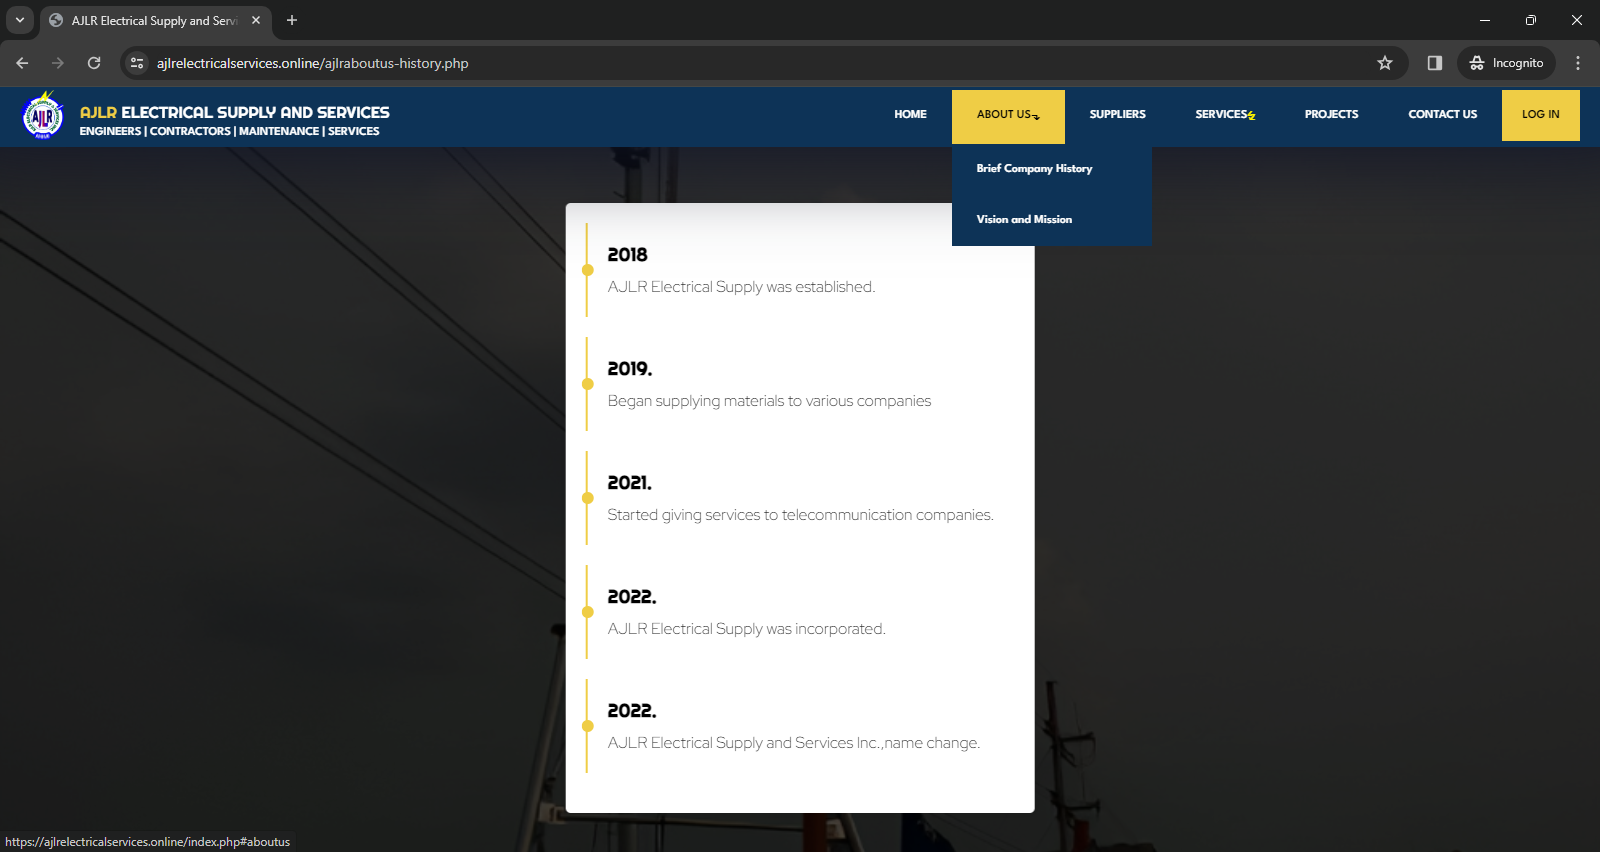 AJLR Electrical Supply and Servi
ajlrelectricalservices.online/ajlraboutus-history.php
Incognito
AJLR
AJLR ELECTRICAL SUPPLY AND SERVICES
ENGINEERS | CONTRACTORS | MAINTENANCE | SERVICES
HOME
ABOUT US
SUPPLIERS
SERVICES
PROJECTS
CONTACT US
LOG IN
Brief Company History
Vision and Mission
2018
AJLR Electrical Supply was established.
2019.
Began supplying materials to various companies
2021.
Started giving services to telecommunication companies.
2022.
AJLR Electrical Supply was incorporated.
2022.
AJLR Electrical Supply and Services Inc.,name change.
https://ajlrelectricalservices.online/index.php#aboutus